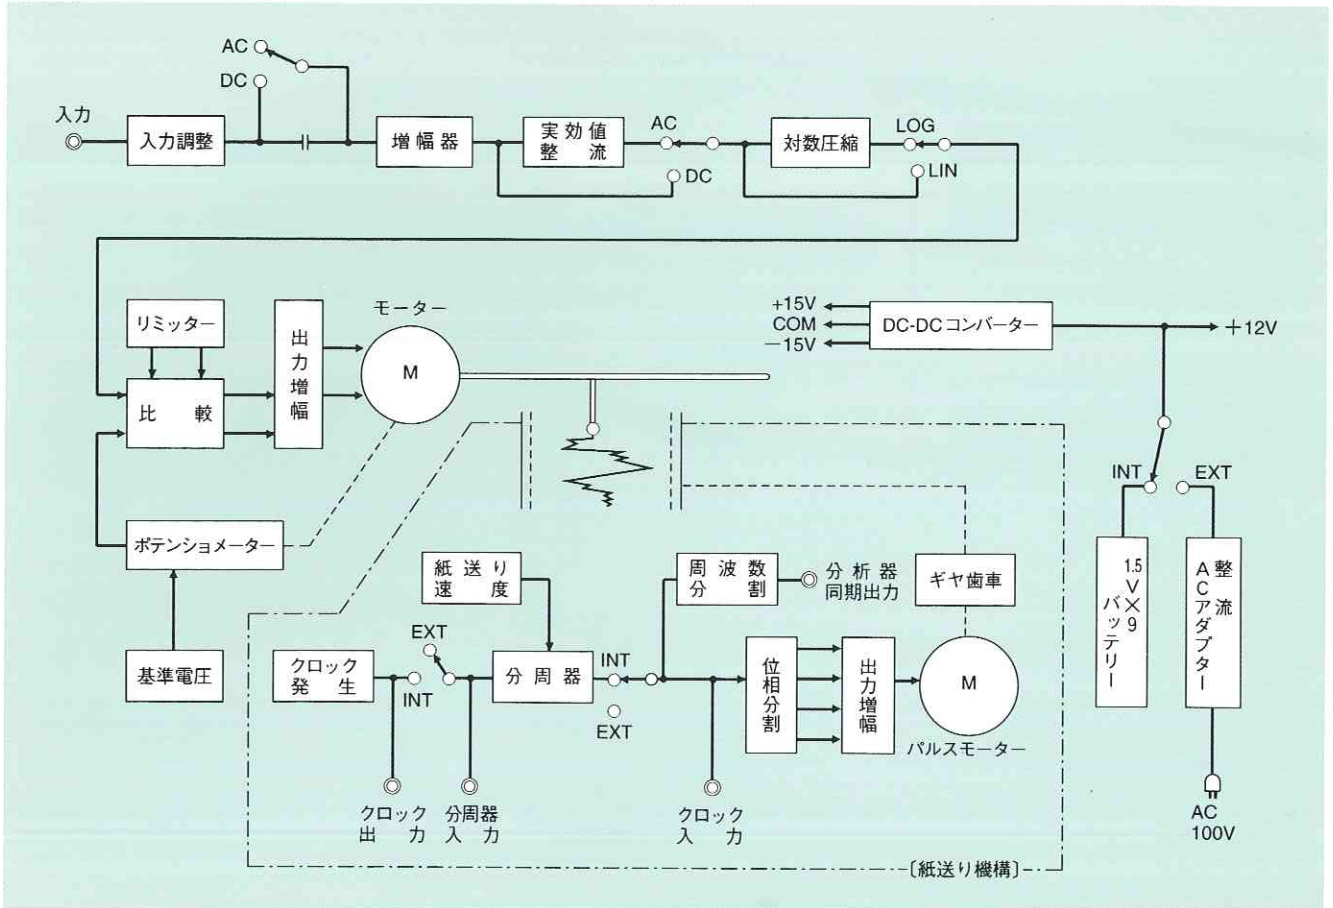 AC
DC
入力
入力調整
増幅器
実効値
整流
AC
DC
対数圧縮
LOG
LIN
リミッター
比較
出力増幅
モーター
M
+15V
COM
−15V
DC-DCコンバーター
+12V
INT
EXT
1.5V×9
バッテリー
整流
ACアダプター
AC
100V
ポテンショメーター
基準電圧
紙送り
速度
周波数
分割
分析器
同期出力
ギヤ歯車
クロック
発生
EXT
INT
分周器
INT
EXT
位相分割
出力増幅
M
パルスモーター
クロック
出力
分周器
入力
クロック
入力
〔紙送り機構〕